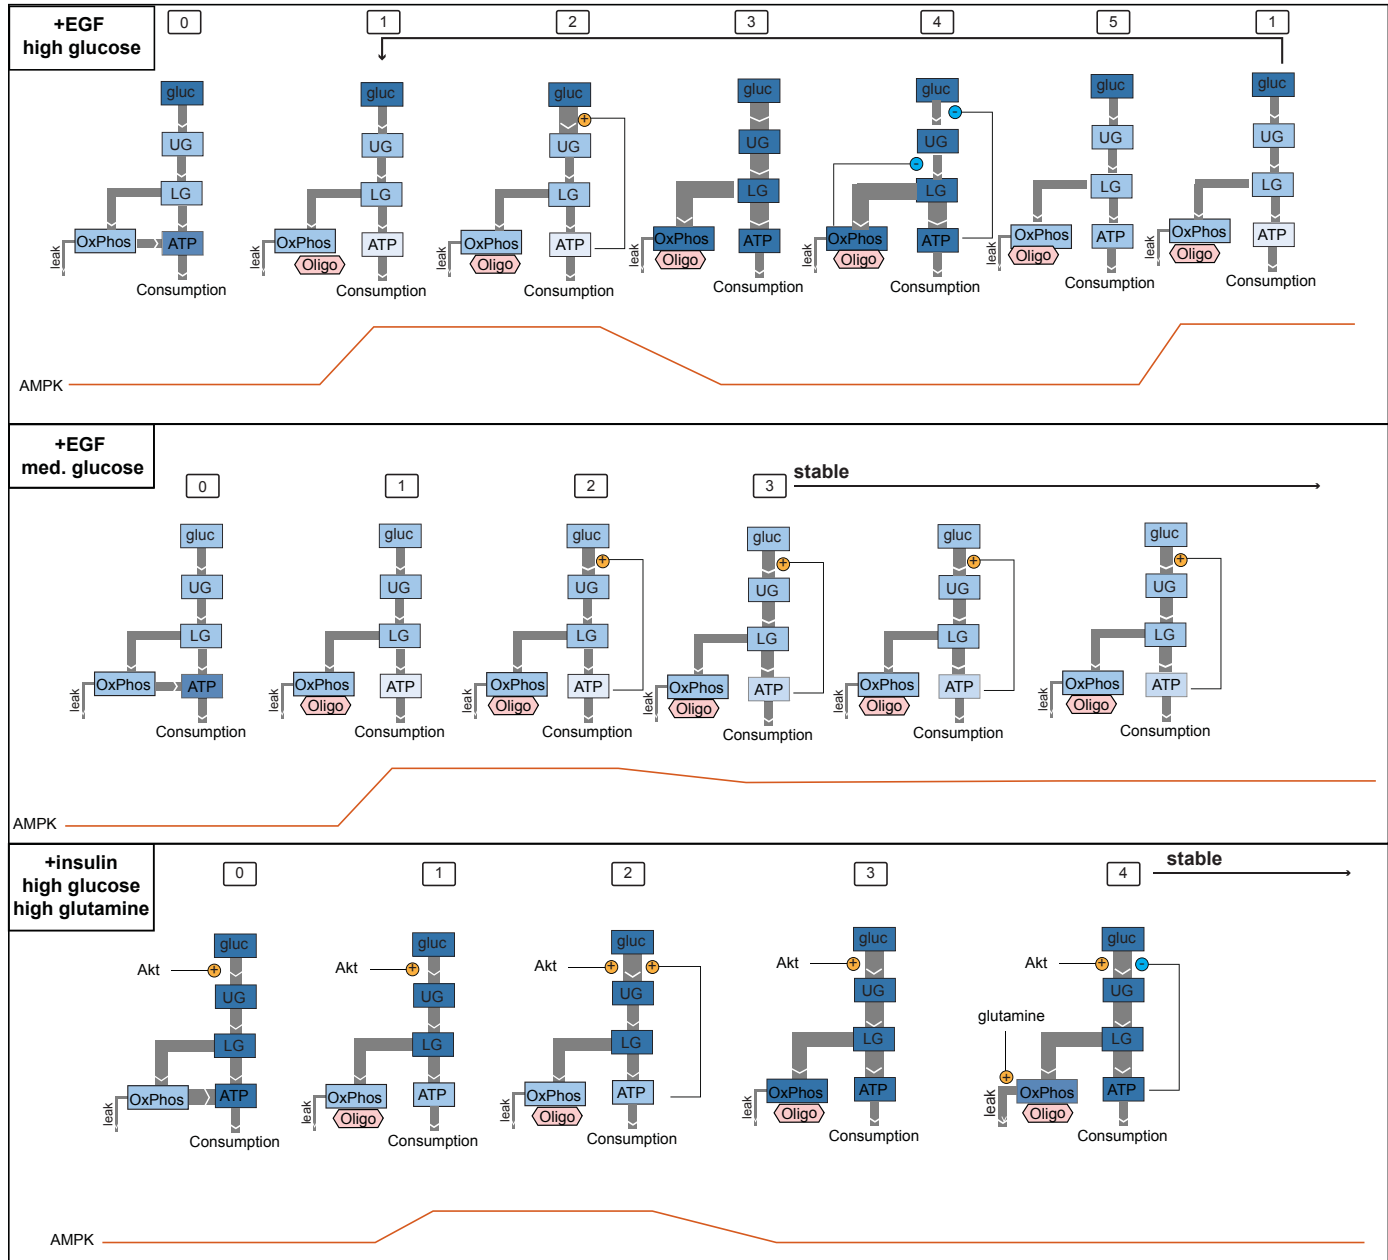 +EGF
high glucose
0
1
2
3
4
5
1
gluc
gluc
gluc
gluc
gluc
gluc
gluc
+
-
UG
UG
UG
UG
UG
UG
UG
-
LG
LG
LG
LG
LG
LG
LG
OxPhos
ATP
OxPhos
ATP
OxPhos
ATP
OxPhos
ATP
OxPhos
ATP
OxPhos
ATP
OxPhos
ATP
leak
leak
leak
leak
leak
leak
leak
Oligo
Oligo
Oligo
Oligo
Oligo
Oligo
Consumption
Consumption
Consumption
Consumption
Consumption
Consumption
Consumption
AMPK
+EGF
med. glucose
0
1
2
3
stable
gluc
gluc
gluc
gluc
gluc
gluc
+
+
+
+
UG
UG
UG
UG
UG
UG
LG
LG
LG
LG
LG
LG
OxPhos
ATP
OxPhos
ATP
OxPhos
ATP
OxPhos
ATP
OxPhos
ATP
OxPhos
ATP
leak
leak
leak
leak
leak
leak
Oligo
Oligo
Oligo
Oligo
Oligo
Consumption
Consumption
Consumption
Consumption
Consumption
Consumption
AMPK
+insulin
high glucose
high glutamine
0
1
2
3
4
stable
gluc
gluc
gluc
gluc
gluc
Akt
+
Akt
+
Akt
+
+
Akt
+
Akt
+
-
UG
UG
UG
UG
UG
glutamine
LG
LG
LG
LG
LG
+
OxPhos
ATP
OxPhos
ATP
OxPhos
ATP
OxPhos
ATP
OxPhos
ATP
leak
leak
leak
leak
leak
Oligo
Oligo
Oligo
Oligo
Consumption
Consumption
Consumption
Consumption
Consumption
AMPK